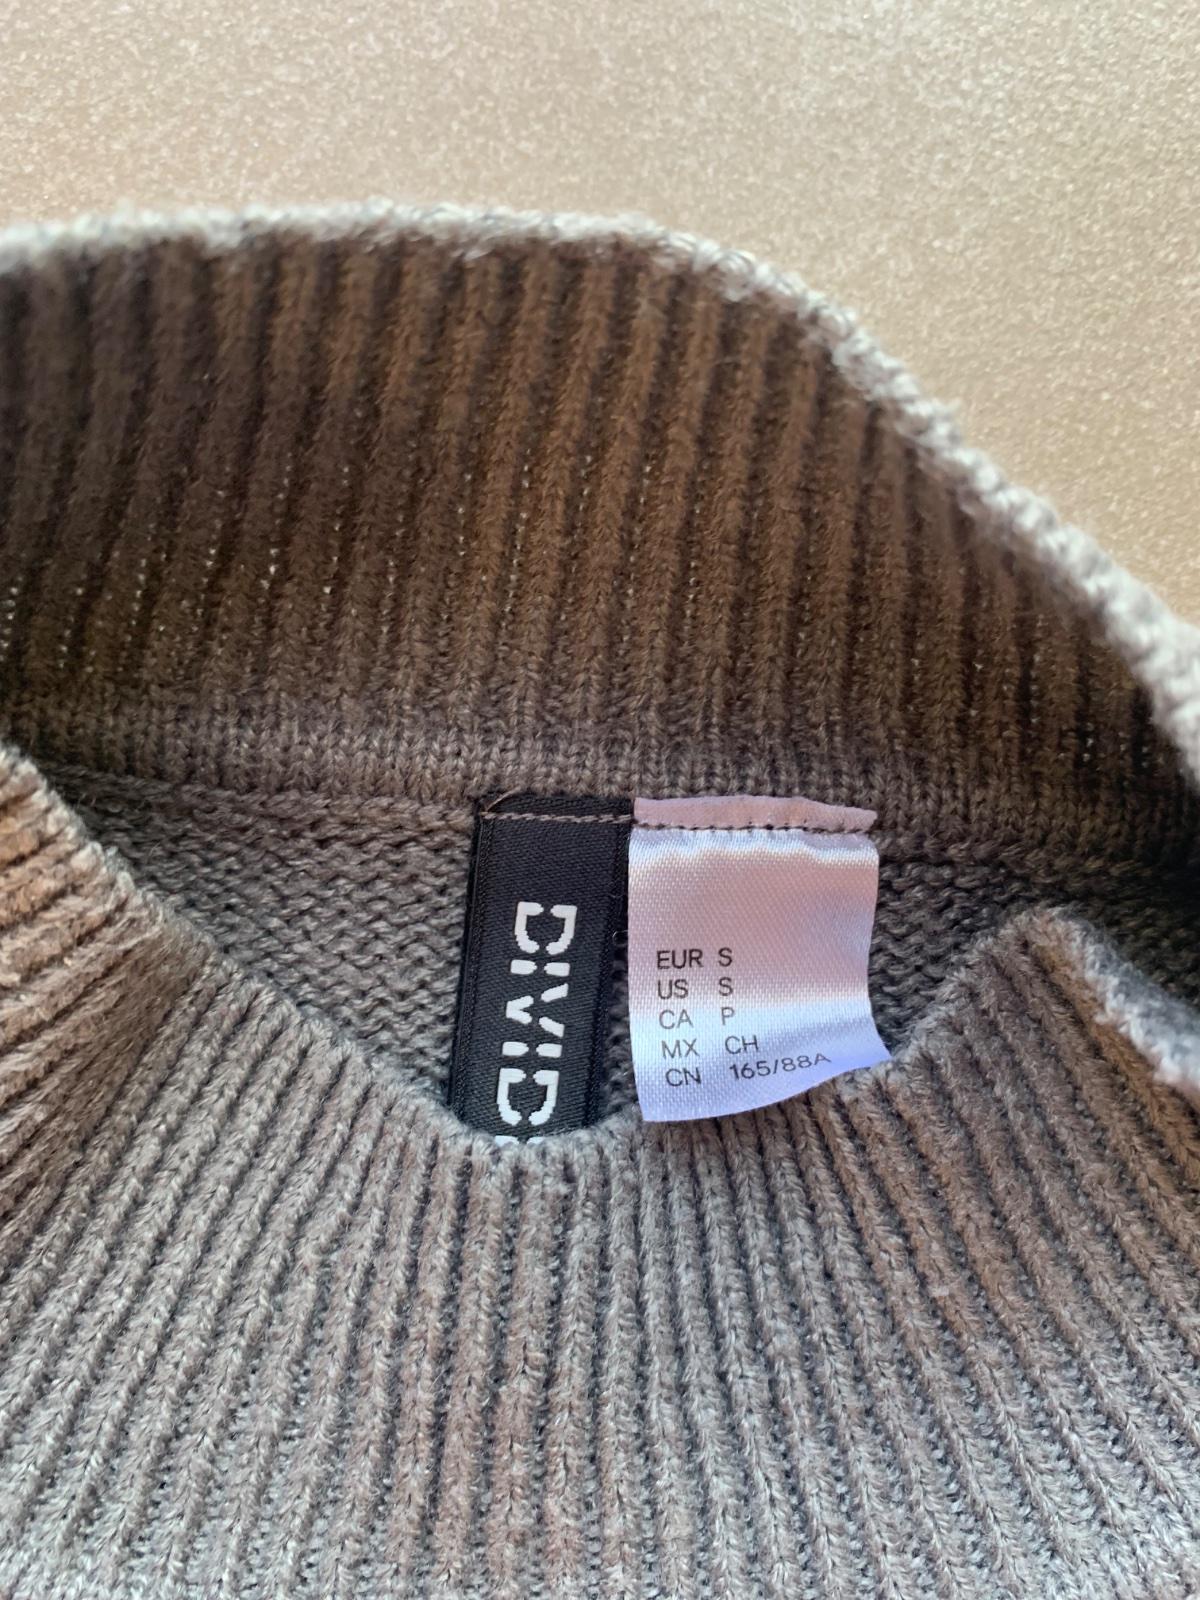 DIVID
EUR S
US S
CA P
MX CH
CN 165/88A